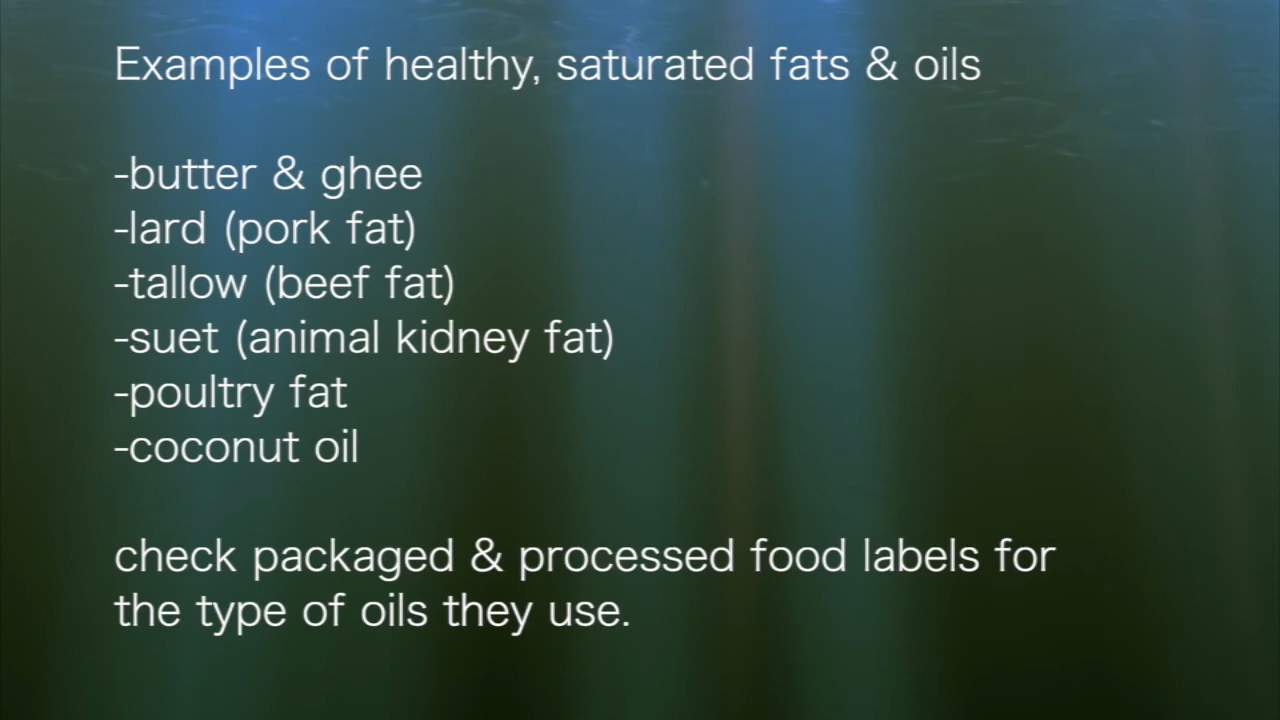 Examples of healthy, saturated fats & oils
-butter & ghee
-lard (pork fat)
-tallow (beef fat)
-suet (animal kidney fat)
-poultry fat
-coconut oil
check packaged & processed food labels for
the type of oils they use.